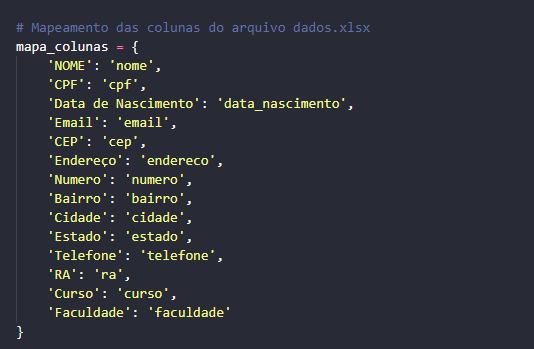 # Mapeamento das colunas do arquivo dados.xlsx
mapa_colunas = {
    'NOME': 'nome',
    'CPF': 'cpf',
    'Data de Nascimento': 'data_nascimento',
    'Email': 'email',
    'CEP': 'cep',
    'Endereço': 'endereco',
    'Numero': 'numero',
    'Bairro': 'bairro',
    'Cidade': 'cidade',
    'Estado': 'estado',
    'Telefone': 'telefone',
    'RA': 'ra',
    'Curso': 'curso',
    'Faculdade': 'faculdade'
}